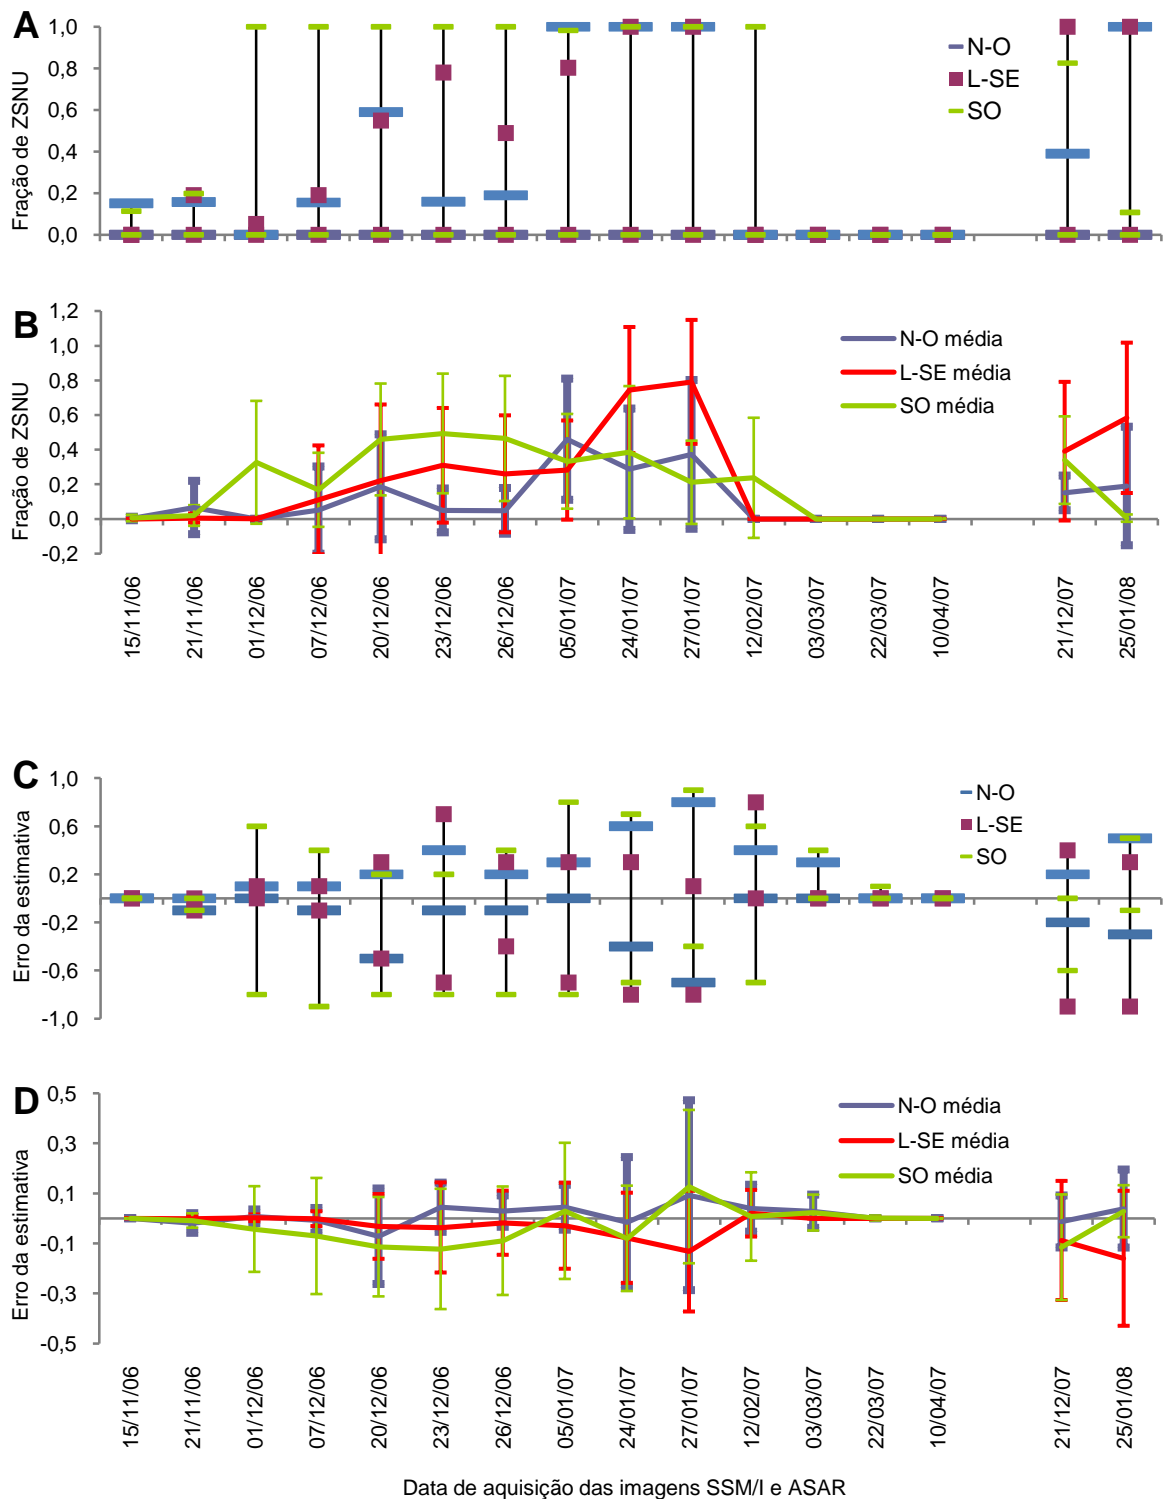 A
Fração de ZSNU
1,0
0,8
0,6
0,4
0,2
0,0
N-O
L-SE
SO
B
Fração de ZSNU
1,2
1,0
0,8
0,6
0,4
0,2
0,0
-0,2
N-O média
L-SE média
SO média
15/11/06
21/11/06
01/12/06
07/12/06
20/12/06
23/12/06
26/12/06
05/01/07
24/01/07
27/01/07
12/02/07
03/03/07
22/03/07
10/04/07
21/12/07
25/01/08
C
Erro da estimativa
1,0
0,6
0,2
-0,2
-0,6
-1,0
N-O
L-SE
SO
D
Erro da estimativa
0,5
0,3
0,1
-0,1
-0,3
-0,5
N-O média
L-SE média
SO média
15/11/06
21/11/06
01/12/06
07/12/06
20/12/06
23/12/06
26/12/06
05/01/07
24/01/07
27/01/07
12/02/07
03/03/07
22/03/07
10/04/07
21/12/07
25/01/08
Data de aquisição das imagens SSM/I e ASAR